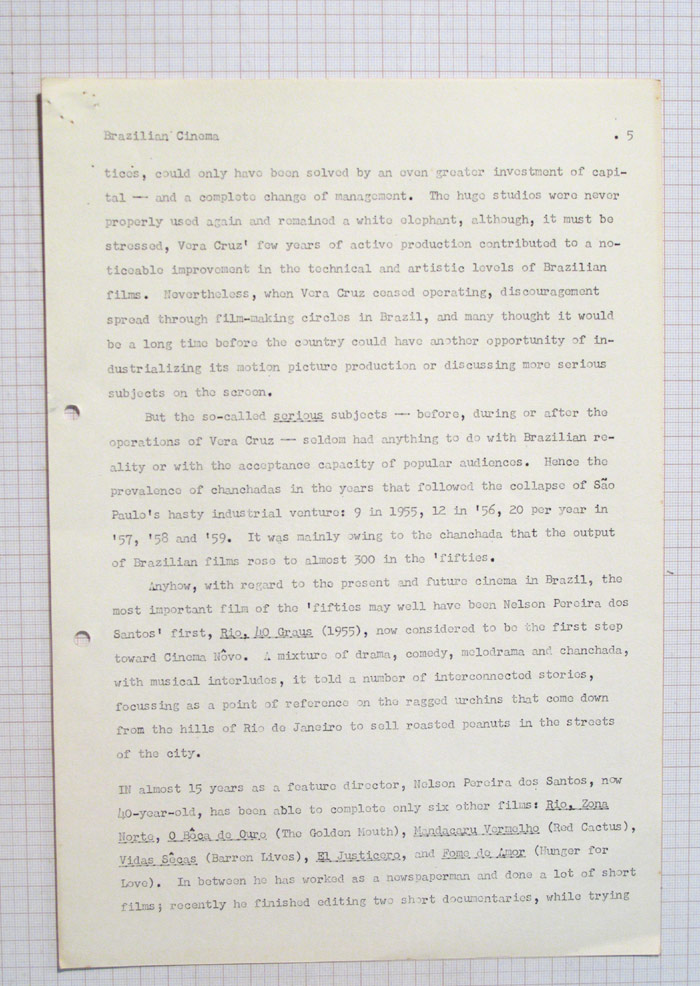 Brazilian Cinema . 5
tices, could only have been solved by an even greater investment of capi-
tal -- and a complete change of management. The huge studios were never
properly used again and remained a white elephant, although, it must be
stressed, Vera Cruz' few years of active production contributed to a no-
ticeable improvement in the technical and artistic levels of Brazilian
films. Nevertheless, when Vera Cruz ceased operating, discouragement
spread through film-making circles in Brazil, and many thought it would
be a long time before the country could have another opportunity of in-
dustrializing its motion picture production or discussing more serious
subjects on the screen.
But the so-called serious subjects -- before, during or after the
operations of Vera Cruz -- seldom had anything to do with Brazilian re-
ality or with the acceptance capacity of popular audiences. Hence the
prevalence of chanchadas in the years that followed the collapse of São
Paulo's hasty industrial venture: 9 in 1955, 12 in '56, 20 per year in
'57, '58 and '59. It was mainly owing to the chanchada that the output
of Brazilian films rose to almost 300 in the 'fifties.
Anyhow, with regard to the present and future cinema in Brazil, the
most important film of the 'fifties may well have been Nelson Pereira dos
Santos' first, Rio, 40 Graus (1955), now considered to be the first step
toward Cinema Nôvo. A mixture of drama, comedy, melodrama and chanchada,
with musical interludes, it told a number of interconnected stories,
focussing as a point of reference on the ragged urchins that come down
from the hills of Rio de Janeiro to sell roasted peanuts in the streets
of the city.
IN almost 15 years as a feature director, Nelson Pereira dos Santos, now
40-year-old, has been able to complete only six other films: Rio, Zona
Norte, O Bôca de Ouro (The Golden Mouth), Mandacaru Vermelho (Red Cactus),
Vidas Sêcas (Barren Lives), El Justicero, and Fome de Amor (Hunger for
Love). In between he has worked as a newspaperman and done a lot of short
films; recently he finished editing two short documentaries, while trying